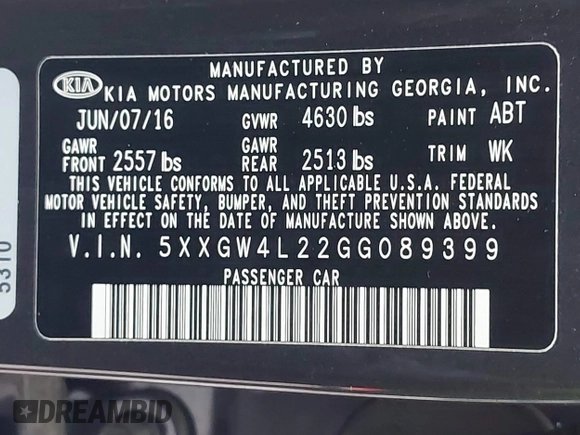 MANUFACTURED BY
KIA KIA MOTORS MANUFACTURING GEORGIA, INC.
JUN/07/16 GVWR 4630 lbs PAINT ABT
GAWR FRONT 2557 lbs GAWR REAR 2513 lbs TRIM WK
THIS VEHICLE CONFORMS TO ALL APPLICABLE U.S.A. FEDERAL
MOTOR VEHICLE SAFETY, BUMPER, AND THEFT PREVENTION STANDARDS
IN EFFECT ON THE DATE OF MANUFACTURE SHOWN ABOVE.
V.I.N. 5XXGW4L22GG089399
PASSENGER CAR
5310
DREAMBID